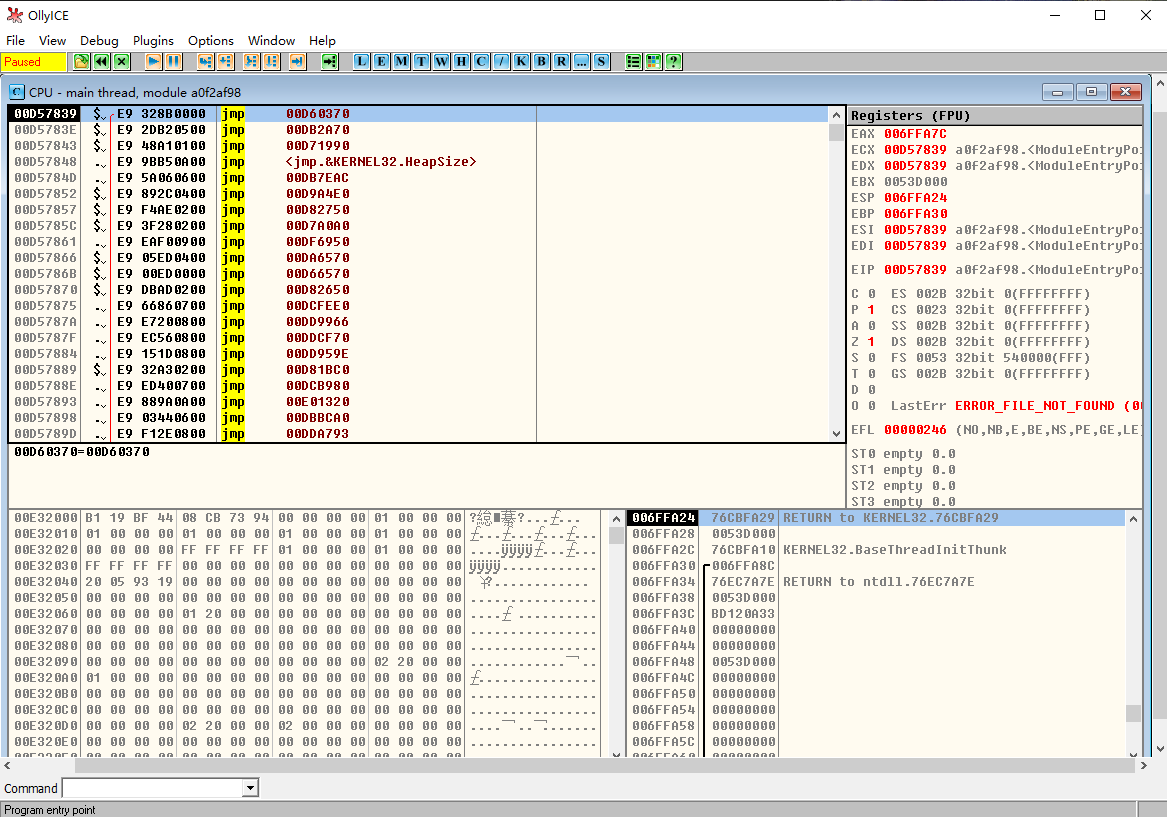 OllyICE
File View Debug Plugins Options Window Help
Paused L E M T W H C / K B R ... S ?
C CPU - main thread, module a0f2af98
00D57839 $ E9 328B0000 jmp 00D60370
00D5783E $ E9 2DB20500 jmp 00DB2A70
00D57843 $ E9 48A10100 jmp 00D71990
00D57848 . E9 9BB50A00 jmp <jmp.&KERNEL32.HeapSize>
00D5784D . E9 5A060600 jmp 00DB7EAC
00D57852 $ E9 892C0400 jmp 00D9A4E0
00D57857 $ E9 F4AE0200 jmp 00D82750
00D5785C $ E9 3F280200 jmp 00D7A0A0
00D57861 . E9 EAF00900 jmp 00DF6950
00D57866 $ E9 05ED0400 jmp 00DA6570
00D5786B $ E9 00ED0000 jmp 00D66570
00D57870 $ E9 DBAD0200 jmp 00D82650
00D57875 . E9 66860700 jmp 00DCFEE0
00D5787A . E9 E7200800 jmp 00DD9966
00D5787F . E9 EC560800 jmp 00DDCF70
00D57884 . E9 151D0800 jmp 00DD959E
00D57889 $ E9 32A30200 jmp 00D81BC0
00D5788E . E9 ED400700 jmp 00DCB980
00D57893 . E9 889A0A00 jmp 00E01320
00D57898 . E9 03440600 jmp 00DBBCA0
00D5789D . E9 F12E0800 jmp 00DDA793
00D60370=00D60370
Registers (FPU)
EAX 006FFA7C
ECX 00D57839 a0f2af98.<ModuleEntryPo
EDX 00D57839 a0f2af98.<ModuleEntryPo
EBX 0053D000
ESP 006FFA24
EBP 006FFA30
ESI 00D57839 a0f2af98.<ModuleEntryPo
EDI 00D57839 a0f2af98.<ModuleEntryPo
EIP 00D57839 a0f2af98.<ModuleEntryPo
C 0 ES 002B 32bit 0(FFFFFFFF)
P 1 CS 0023 32bit 0(FFFFFFFF)
A 0 SS 002B 32bit 0(FFFFFFFF)
Z 1 DS 002B 32bit 0(FFFFFFFF)
S 0 FS 0053 32bit 540000(FFF)
T 0 GS 002B 32bit 0(FFFFFFFF)
D 0
O 0 LastErr ERROR_FILE_NOT_FOUND (0
EFL 00000246 (NO,NB,E,BE,NS,PE,GE,LE
ST0 empty 0.0
ST1 empty 0.0
ST2 empty 0.0
ST3 empty 0.0
00E32000 B1 19 BF 44 08 CB 73 94 00 00 00 00 01 00 00 00
00E32010 01 00 00 00 00 00 00 00 01 00 00 00 01 00 00 00 £.......£...£...
00E32020 00 00 00 00 FF FF FF FF 01 00 00 00 01 00 00 00 ....ÿÿÿÿ£...£...
00E32030 FF FF FF FF 00 00 00 00 00 00 00 00 00 00 00 00 ÿÿÿÿ............
00E32040 20 05 93 19 00 00 00 00 00 00 00 00 00 00 00 00
00E32050 00 00 00 00 00 00 00 00 00 00 00 00 00 00 00 00 ................
00E32060 00 00 00 00 01 20 00 00 00 00 00 00 00 00 00 00 ....£ ..........
00E32070 00 00 00 00 00 00 00 00 00 00 00 00 00 00 00 00 ................
00E32080 00 00 00 00 00 00 00 00 00 00 00 00 00 00 00 00 ................
00E32090 00 00 00 00 00 00 00 00 00 00 00 00 02 20 00 00 ............¬ ..
00E320A0 01 00 00 00 00 00 00 00 00 00 00 00 00 00 00 00 £...............
00E320B0 00 00 00 00 00 00 00 00 00 00 00 00 00 00 00 00 ................
00E320C0 00 00 00 00 00 00 00 00 00 00 00 00 00 00 00 00 ................
00E320D0 00 00 00 00 02 20 00 00 02 00 00 00 00 00 00 00 ....¬ ..¬.......
00E320E0 00 00 00 00 00 00 00 00 00 00 00 00 00 00 00 00 ................
006FFA24 76CBFA29 RETURN to KERNEL32.76CBFA29
006FFA28 0053D000
006FFA2C 76CBFA10 KERNEL32.BaseThreadInitThunk
006FFA30 006FFA8C
006FFA34 76EC7A7E RETURN to ntdll.76EC7A7E
006FFA38 0053D000
006FFA3C BD120A33
006FFA40 00000000
006FFA44 00000000
006FFA48 0053D000
006FFA4C 00000000
006FFA50 00000000
006FFA54 00000000
006FFA58 00000000
006FFA5C 00000000
Command
Program entry point